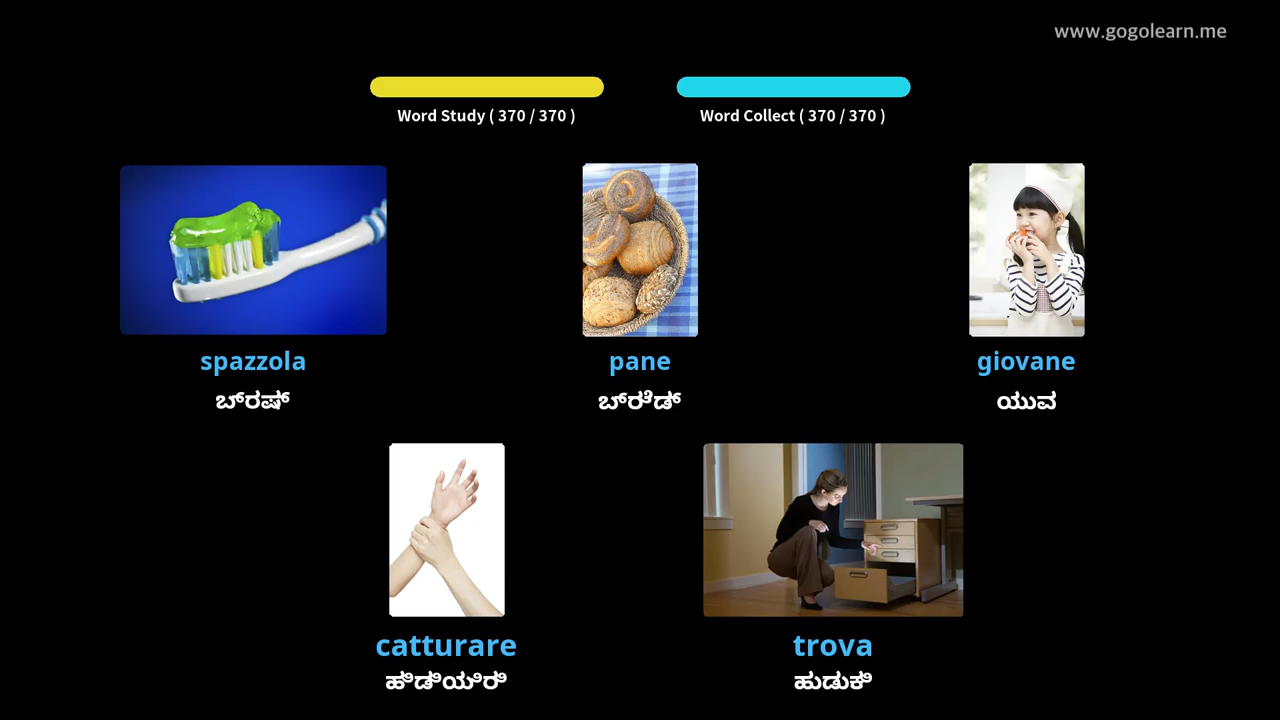 www.gogolearn.me
Word Study ( 370 / 370 )
Word Collect ( 370 / 370 )
spazzola
ಬ್ರಷ್
pane
ಬ್ರೆಡ್
giovane
ಯುವ
catturare
ಹಿಡಿಯಿರಿ
trova
ಹುಡುಕಿ